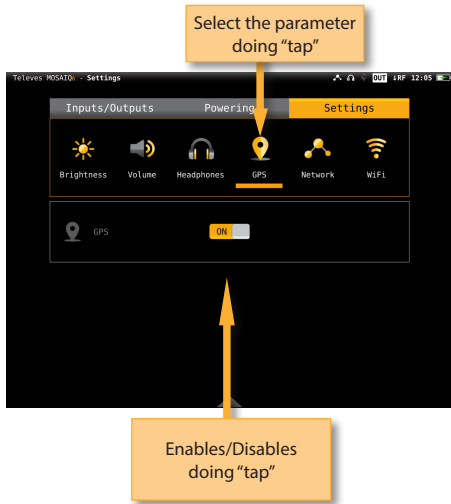 Select the parameter
doing “tap”
Televes MOSAIQ6 - Settings OUT ↓RF 12:05
Inputs/Outputs Powering Settings
Brightness Volume Headphones GPS Network WiFi
GPS ON
Enables/Disables
doing “tap”